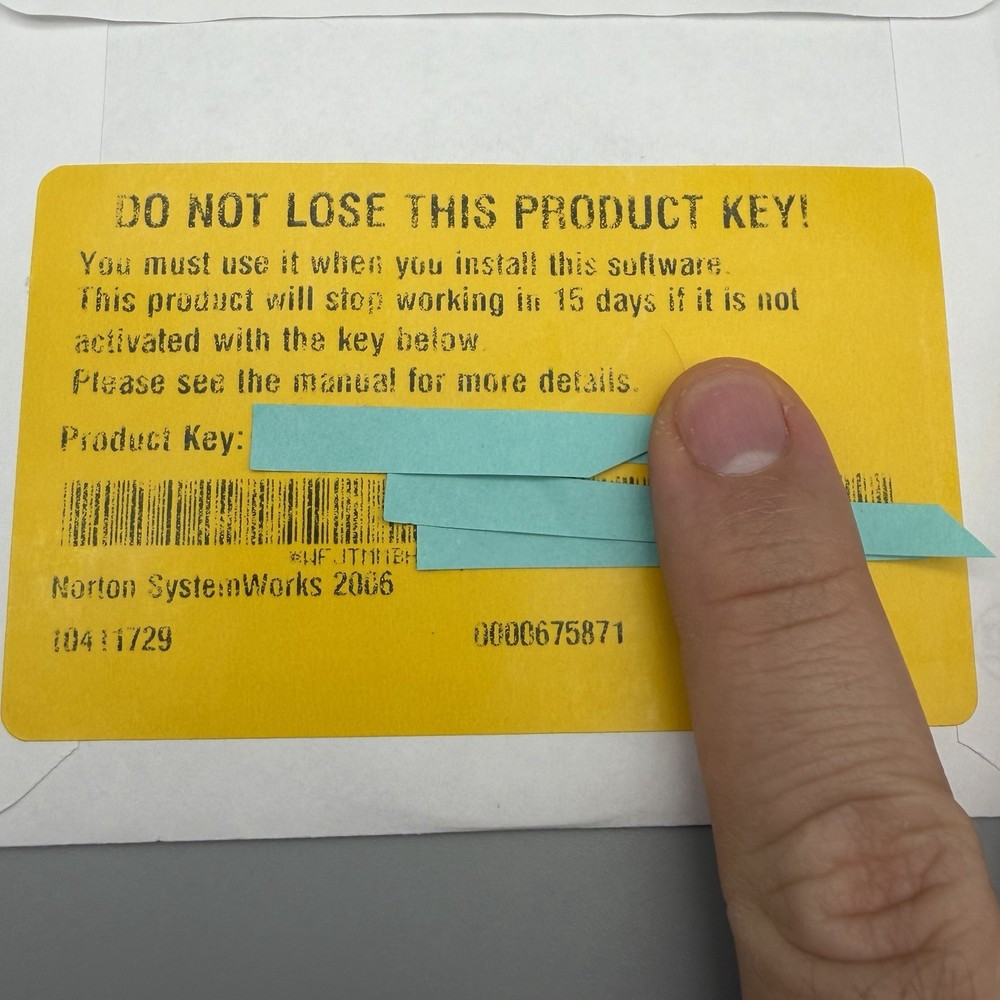 DO NOT LOSE THIS PRODUCT KEY!
You must use it when you install this software.
This product will stop working in 15 days if it is not
activated with the key below.
Please see the manual for more details.
Product Key:
Norton SystemWorks 2006
10411729 0000675871